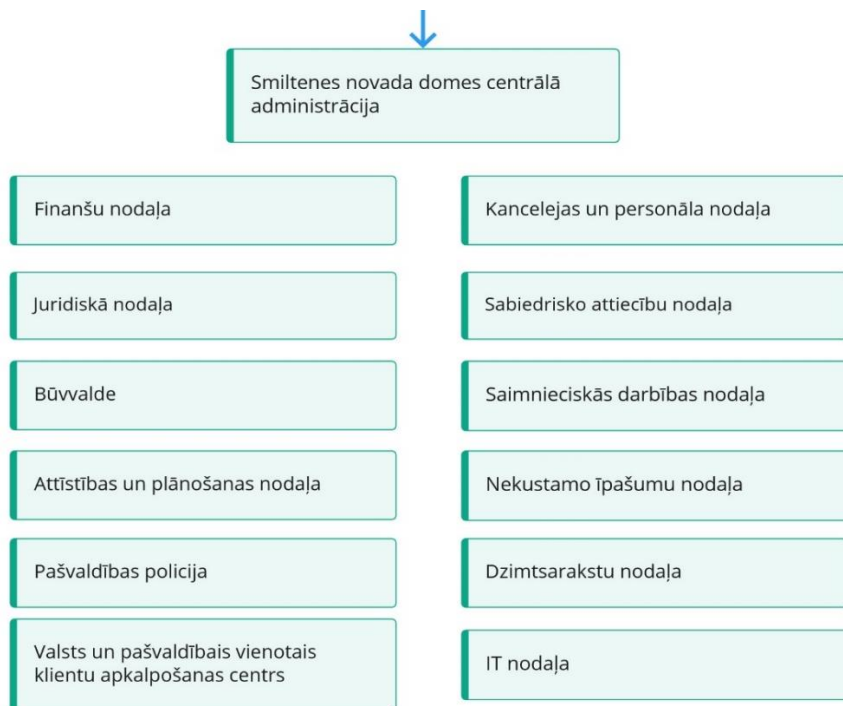 Smiltenes novada domes centrālā
administrācija
Finanšu nodaļa
Kancelejas un personāla nodaļa
Juridiskā nodaļa
Sabiedrisko attiecību nodaļa
Būvvalde
Saimnieciskās darbības nodaļa
Attīstības un plānošanas nodaļa
Nekustamo īpašumu nodaļa
Pašvaldības policija
Dzimtsarakstu nodaļa
Valsts un pašvaldībais vienotais
klientu apkalpošanas centrs
IT nodaļa